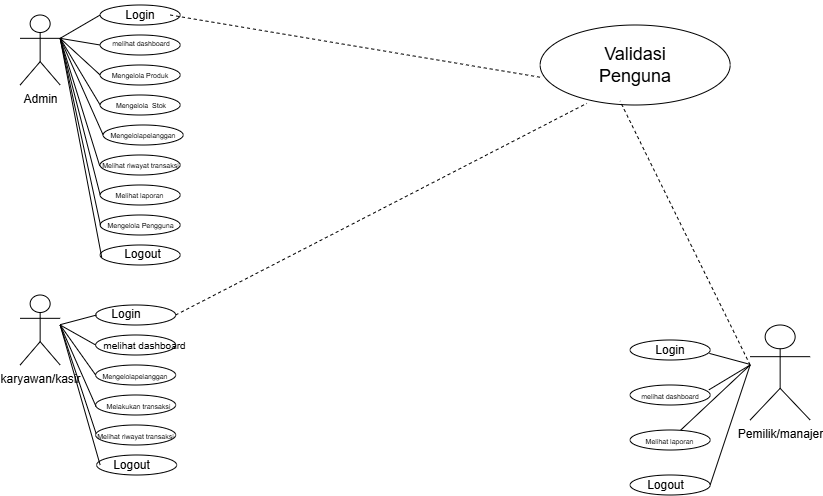 Login
melihat dashboard
Mengelola Produk
Mengelola Stok
Mengelolapelanggan
Melihat riwayat transaksi
Melihat laporan
Mengelola Pengguna
Logout
Admin
Validasi
Penguna
Login
melihat dashboard
Mengelolapelanggan
Melakukan transaksi
Melihat riwayat transaksi
Logout
karyawan/kasir
Login
melihat dashboard
Melihat laporan
Logout
Pemilik/manajer